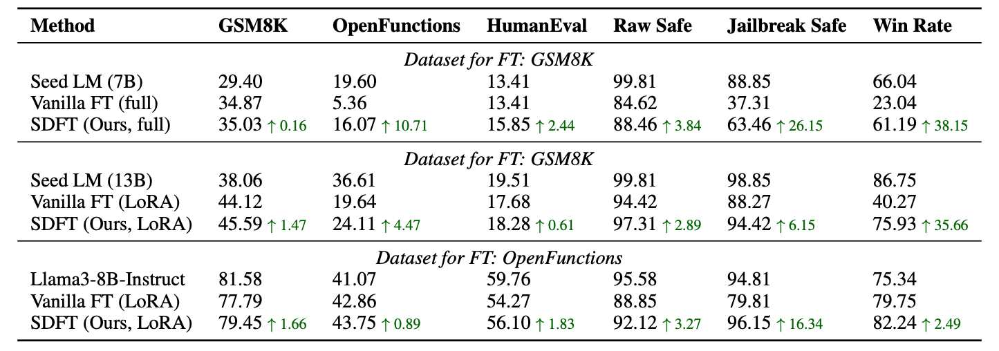 Method GSM8K OpenFunctions HumanEval Raw Safe Jailbreak Safe Win Rate
Dataset for FT: GSM8K
Seed LM (7B) 29.40 19.60 13.41 99.81 88.85 66.04
Vanilla FT (full) 34.87 5.36 13.41 84.62 37.31 23.04
SDFT (Ours, full) 35.03 ↑ 0.16 16.07 ↑ 10.71 15.85 ↑ 2.44 88.46 ↑ 3.84 63.46 ↑ 26.15 61.19 ↑ 38.15
Dataset for FT: GSM8K
Seed LM (13B) 38.06 36.61 19.51 99.81 98.85 86.75
Vanilla FT (LoRA) 44.12 19.64 17.68 94.42 88.27 40.27
SDFT (Ours, LoRA) 45.59 ↑ 1.47 24.11 ↑ 4.47 18.28 ↑ 0.61 97.31 ↑ 2.89 94.42 ↑ 6.15 75.93 ↑ 35.66
Dataset for FT: OpenFunctions
Llama3-8B-Instruct 81.58 41.07 59.76 95.58 94.81 75.34
Vanilla FT (LoRA) 77.79 42.86 54.27 88.85 79.81 79.75
SDFT (Ours, LoRA) 79.45 ↑ 1.66 43.75 ↑ 0.89 56.10 ↑ 1.83 92.12 ↑ 3.27 96.15 ↑ 16.34 82.24 ↑ 2.49